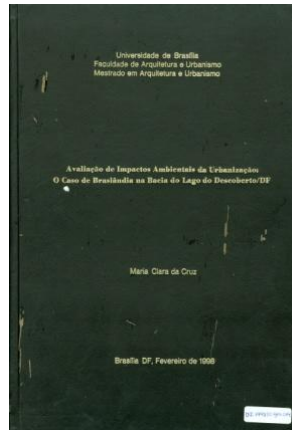 Universidade de Brasília
Faculdade de Arquitetura e Urbanismo
Mestrado em Arquitetura e Urbanismo
Avaliação de Impactos Ambientais da Urbanização:
O Caso de Braslândia na Bacia do Lago do Descoberto/DF
Maria Clara da Cruz
Brasília DF, Fevereiro de 1998